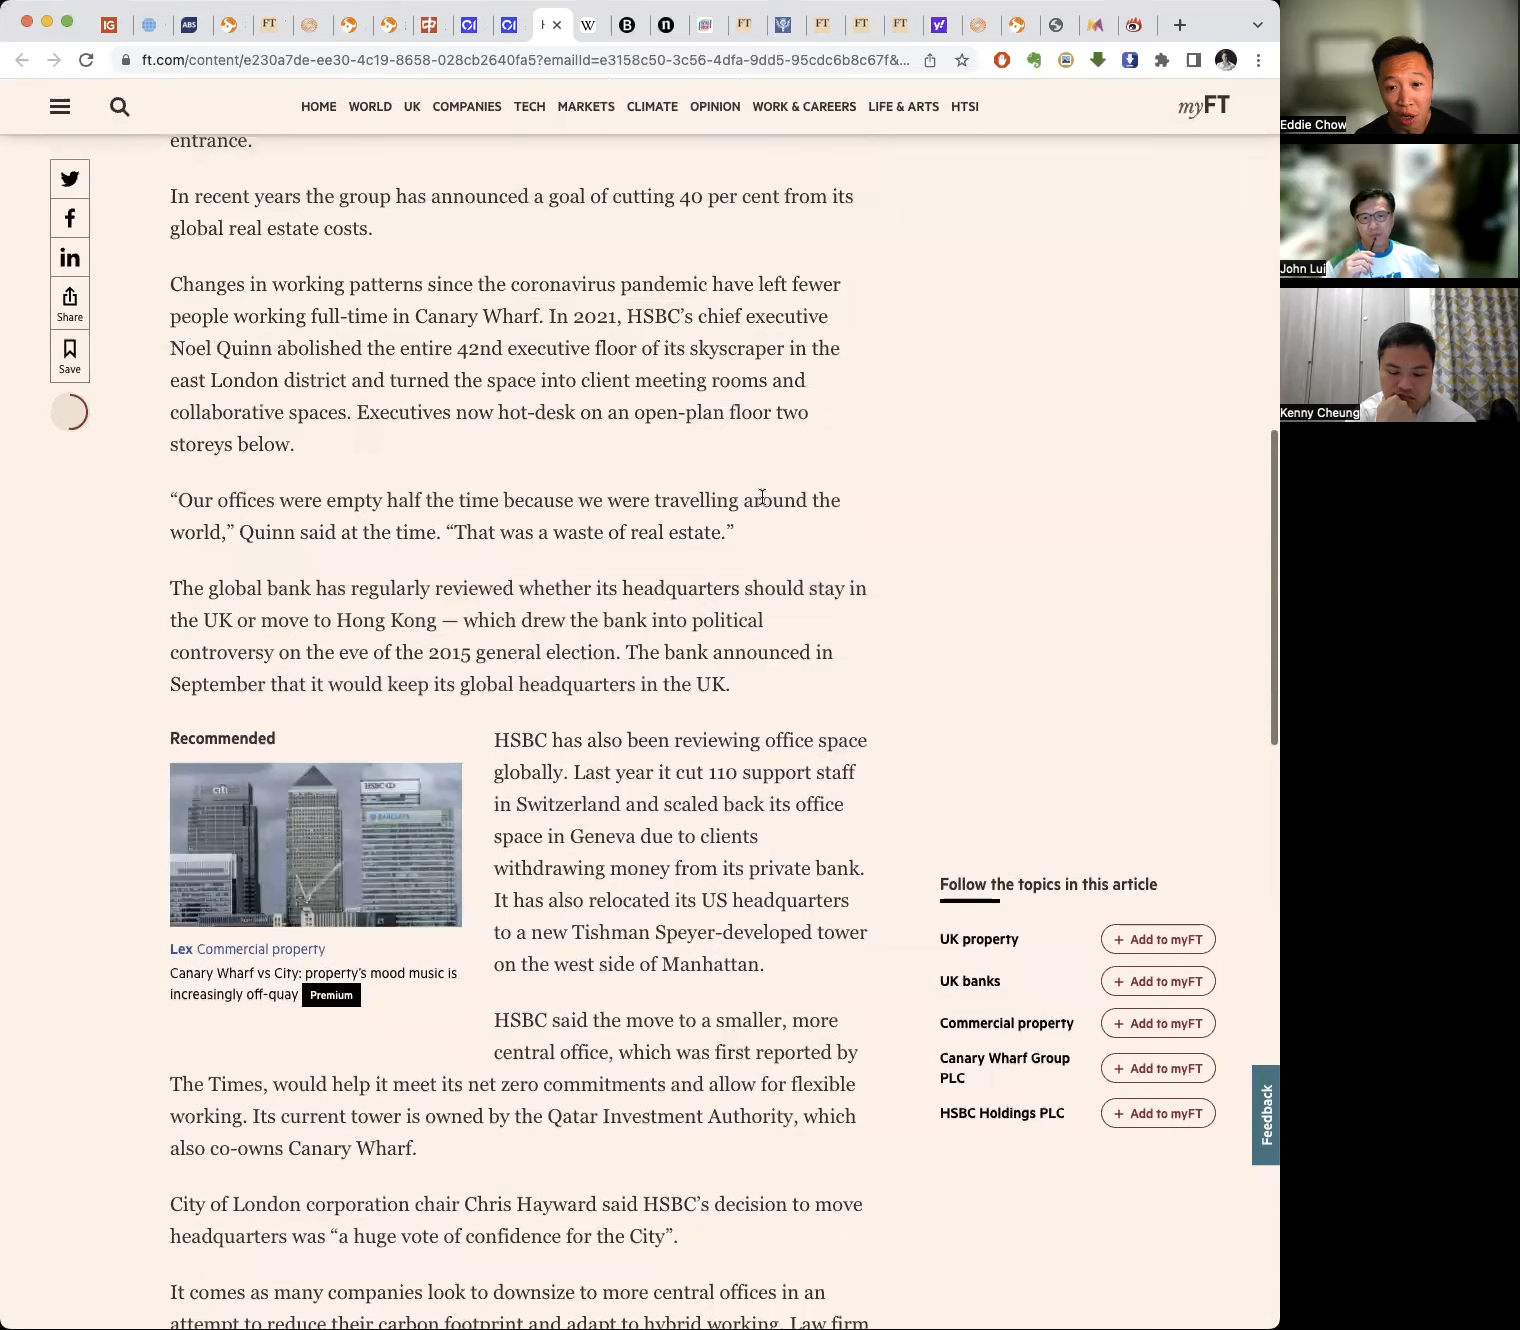 ft.com/content/e230a7de-ee30-4c19-8658-028cb2640fa5?emailId=e3158c50-3c56-4dfa-9dd5-95cdc6b8c67f&...
HOME WORLD UK COMPANIES TECH MARKETS CLIMATE OPINION WORK & CAREERS LIFE & ARTS HTSI
myFT
entrance.
In recent years the group has announced a goal of cutting 40 per cent from its
global real estate costs.
Changes in working patterns since the coronavirus pandemic have left fewer
people working full-time in Canary Wharf. In 2021, HSBC’s chief executive
Noel Quinn abolished the entire 42nd executive floor of its skyscraper in the
east London district and turned the space into client meeting rooms and
collaborative spaces. Executives now hot-desk on an open-plan floor two
storeys below.
“Our offices were empty half the time because we were travelling around the
world,” Quinn said at the time. “That was a waste of real estate.”
The global bank has regularly reviewed whether its headquarters should stay in
the UK or move to Hong Kong — which drew the bank into political
controversy on the eve of the 2015 general election. The bank announced in
September that it would keep its global headquarters in the UK.
Share
Save
Recommended
citi
HSBC
BARCLAYS
Lex Commercial property
Canary Wharf vs City: property’s mood music is
increasingly off-quay Premium
HSBC has also been reviewing office space
globally. Last year it cut 110 support staff
in Switzerland and scaled back its office
space in Geneva due to clients
withdrawing money from its private bank.
It has also relocated its US headquarters
to a new Tishman Speyer-developed tower
on the west side of Manhattan.
HSBC said the move to a smaller, more
central office, which was first reported by
The Times, would help it meet its net zero commitments and allow for flexible
working. Its current tower is owned by the Qatar Investment Authority, which
also co-owns Canary Wharf.
City of London corporation chair Chris Hayward said HSBC’s decision to move
headquarters was “a huge vote of confidence for the City”.
It comes as many companies look to downsize to more central offices in an
attempt to reduce their carbon footprint and adapt to hybrid working. Law firm
Follow the topics in this article
UK property + Add to myFT
UK banks + Add to myFT
Commercial property + Add to myFT
Canary Wharf Group
PLC + Add to myFT
HSBC Holdings PLC + Add to myFT
Feedback
Eddie Chow
John Lui
Kenny Cheung